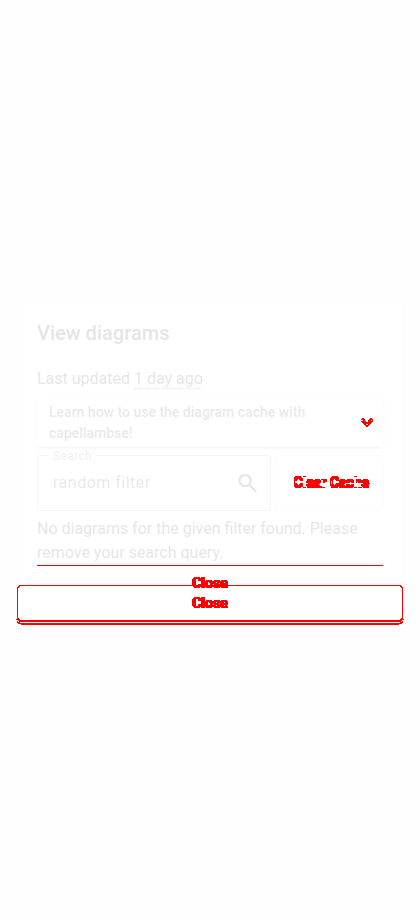 View diagrams
Last updated 1 day ago
Learn how to use the diagram cache with
capellambse!
Search
random filter
Clear Cache
No diagrams for the given filter found. Please
remove your search query.
Close
Close